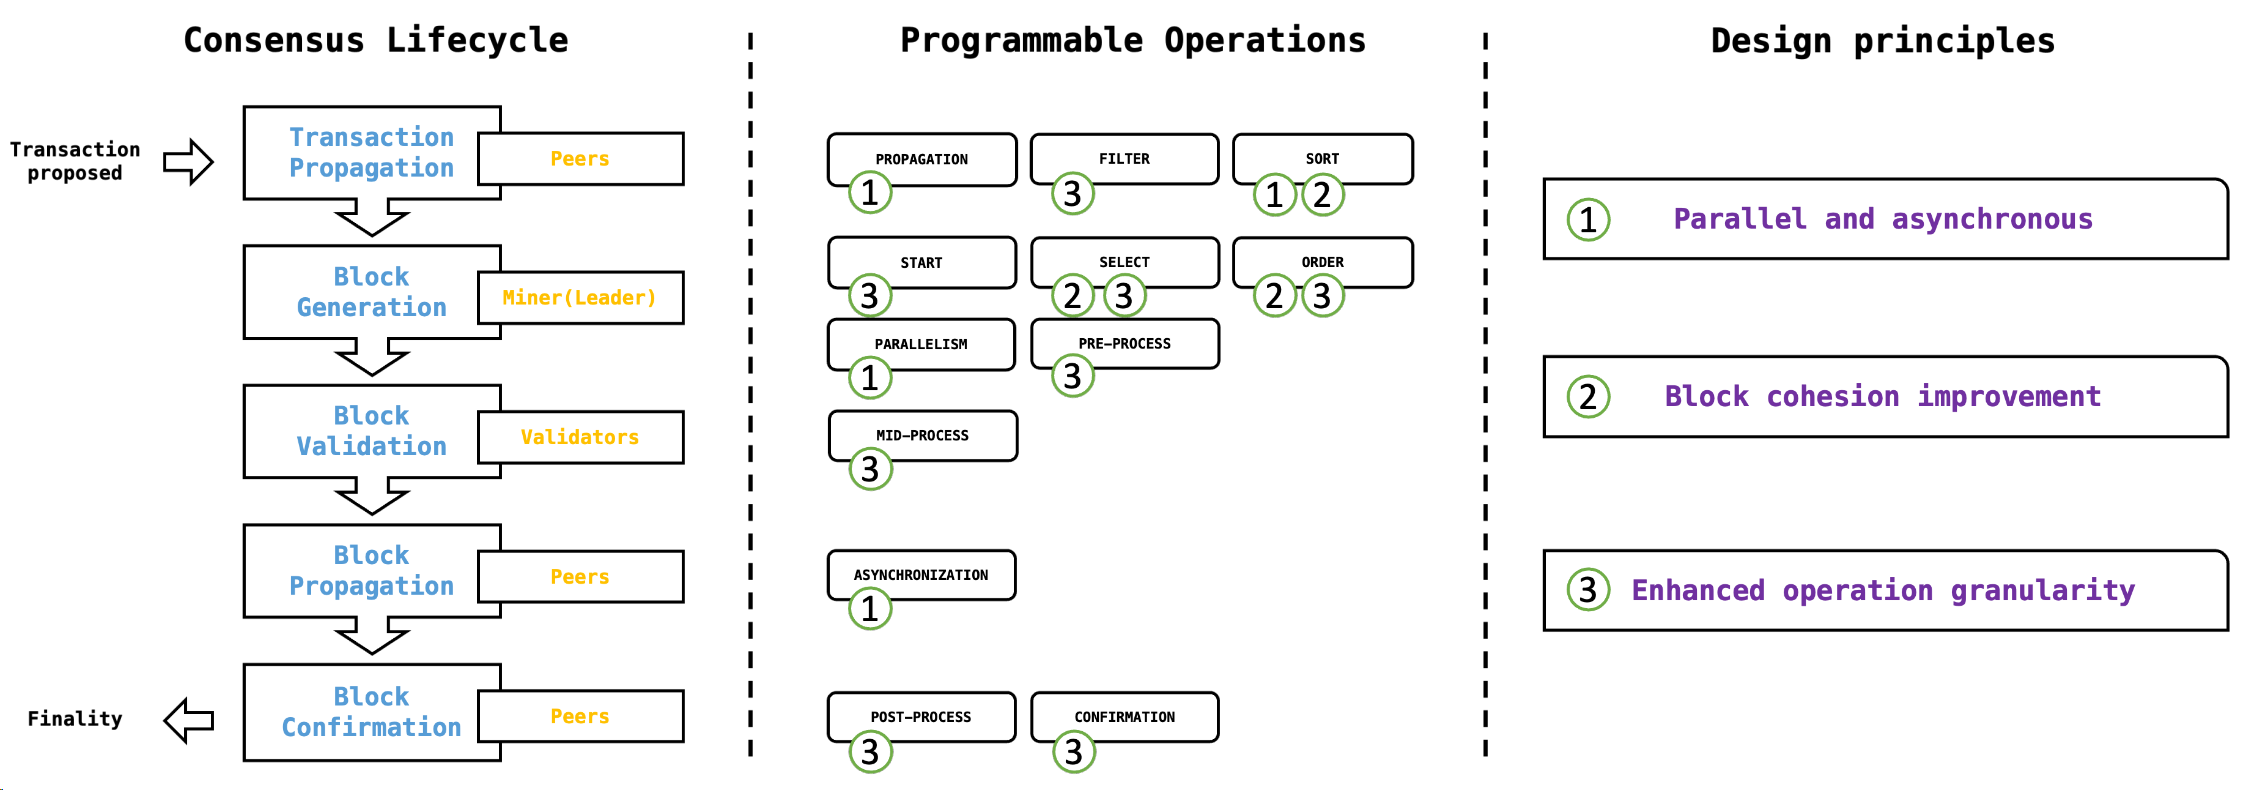 Consensus Lifecycle
Programmable Operations
Design principles
Transaction
proposed
Transaction
Propagation
Peers
Block
Generation
Miner(Leader)
Block
Validation
Validators
Block
Propagation
Peers
Block
Confirmation
Peers
Finality
PROPAGATION
1
FILTER
3
SORT
1 2
START
3
SELECT
2 3
ORDER
2 3
PARALLELISM
1
PRE-PROCESS
3
MID-PROCESS
3
ASYNCHRONIZATION
1
POST-PROCESS
3
CONFIRMATION
3
1 Parallel and asynchronous
2 Block cohesion improvement
3 Enhanced operation granularity